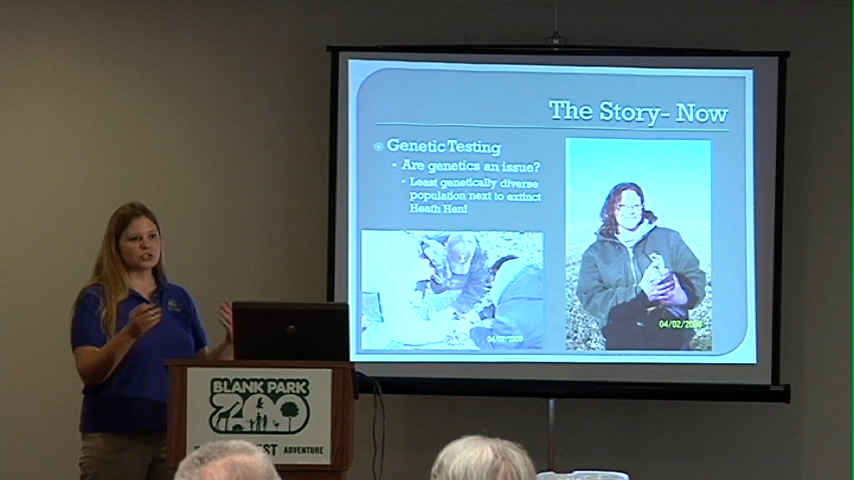 The Story- Now
Genetic Testing
Are genetics an issue?
Least genetically diverse
population next to extinct
Heath Hen!
04/02/2008
04/02/2008
BLANK PARK
ZOO
EST ADVENTURE